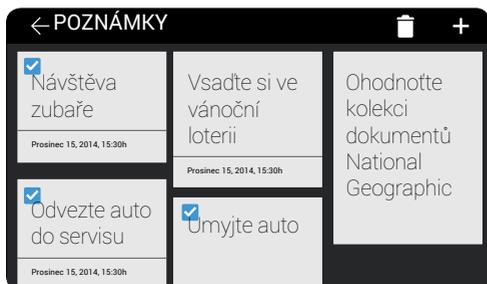 POZNÁMKY
Návštěva
zubaře
Prosinec 15, 2014, 15:30h
Odvezte auto
do servisu
Prosinec 15, 2014, 15:30h
Vsaďte si ve
vánoční
loterii
Prosinec 15, 2014, 15:30h
Umyjte auto
Ohodnoťte
kolekci
dokumentů
National
Geographic